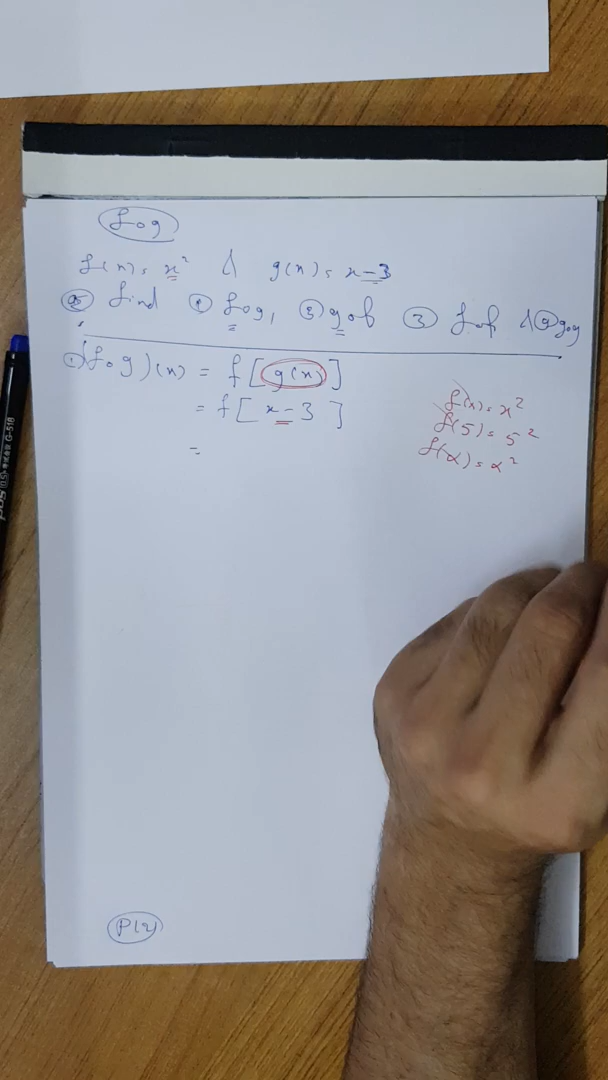 fog
f(x) = x² & g(x) = x-3
Q find ① fog, ② gof ③ fof & ④ gog
① (fog)(x) = f[g(x)]
= f[x-3]
=
f(x) = x²
f(5) = 5²
f(α) = α²
G-518
P(2)